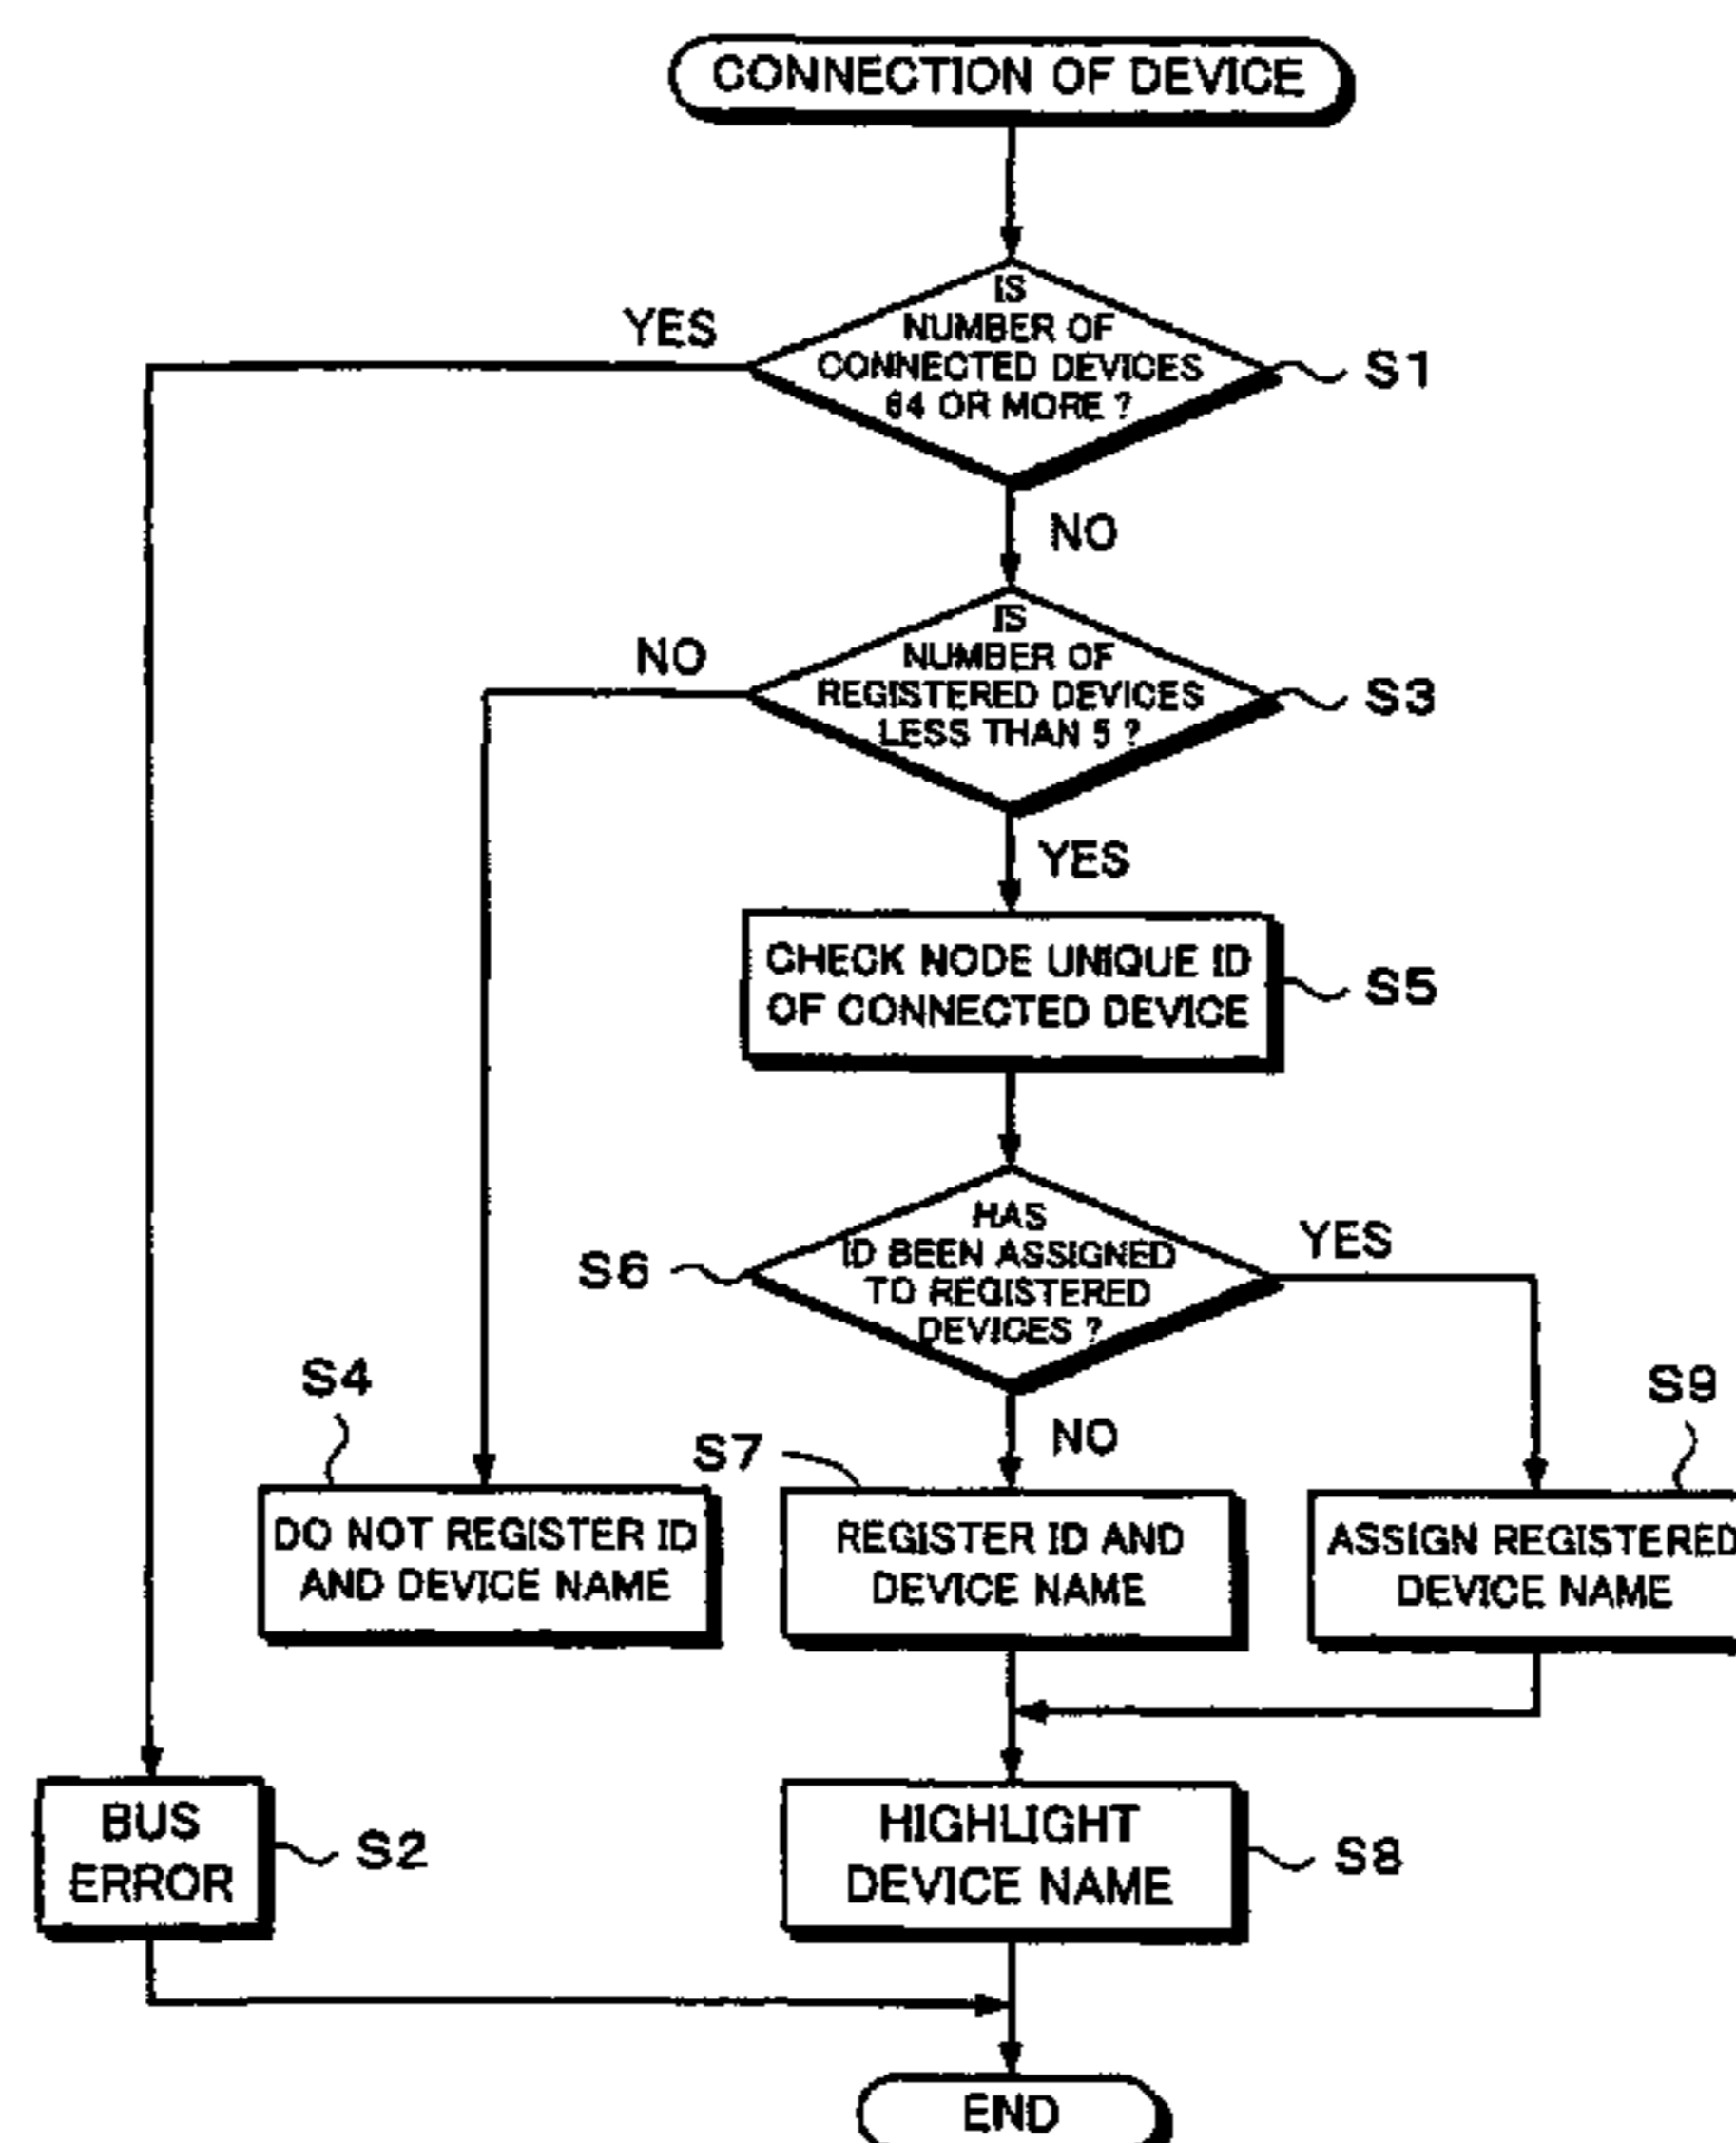 CONNECTION OF DEVICE
IS
NUMBER OF
CONNECTED DEVICES
64 OR MORE ?
YES
S1
NO
IS
NUMBER OF
REGISTERED DEVICES
LESS THAN 5 ?
NO
S3
YES
CHECK NODE UNIQUE ID
OF CONNECTED DEVICE
S5
HAS
ID BEEN ASSIGNED
TO REGISTERED
DEVICES ?
S6
YES
NO
S4
DO NOT REGISTER ID
AND DEVICE NAME
S7
REGISTER ID AND
DEVICE NAME
S9
ASSIGN REGISTERED
DEVICE NAME
BUS
ERROR
S2
HIGHLIGHT
DEVICE NAME
S8
END